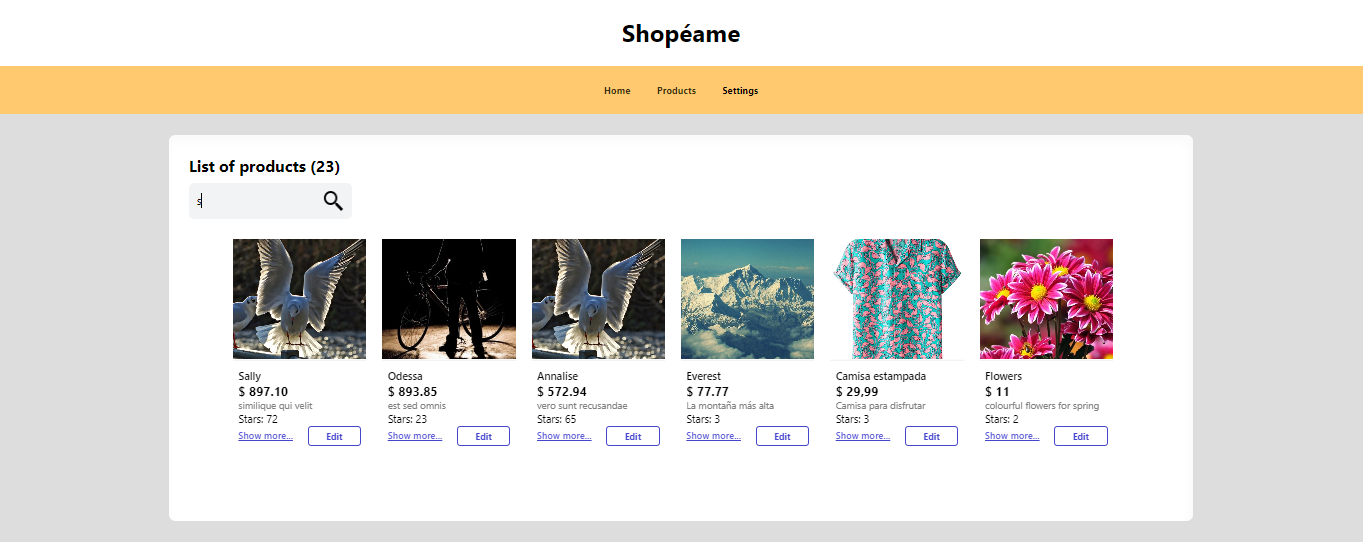 Shopéame
Home Products Settings
List of products (23)
s
Sally
$ 897.10
similique qui velit
Stars: 72
Show more... Edit
Odessa
$ 893.85
est sed omnis
Stars: 23
Show more... Edit
Annalise
$ 572.94
vero sunt recusandae
Stars: 65
Show more... Edit
Everest
$ 77.77
La montaña más alta
Stars: 3
Show more... Edit
Camisa estampada
$ 29,99
Camisa para disfrutar
Stars: 3
Show more... Edit
Flowers
$ 11
colourful flowers for spring
Stars: 2
Show more... Edit